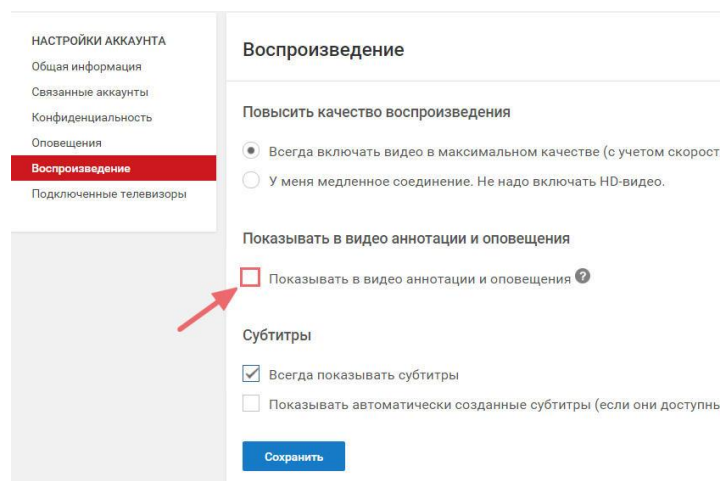 НАСТРОЙКИ АККАУНТА
Общая информация
Связанные аккаунты
Конфиденциальность
Оповещения
Воспроизведение
Подключенные телевизоры
Воспроизведение
Повысить качество воспроизведения
Всегда включать видео в максимальном качестве (с учетом скорост
У меня медленное соединение. Не надо включать HD-видео.
Показывать в видео аннотации и оповещения
Показывать в видео аннотации и оповещения ?
Субтитры
Всегда показывать субтитры
Показывать автоматически созданные субтитры (если они доступны
Сохранить